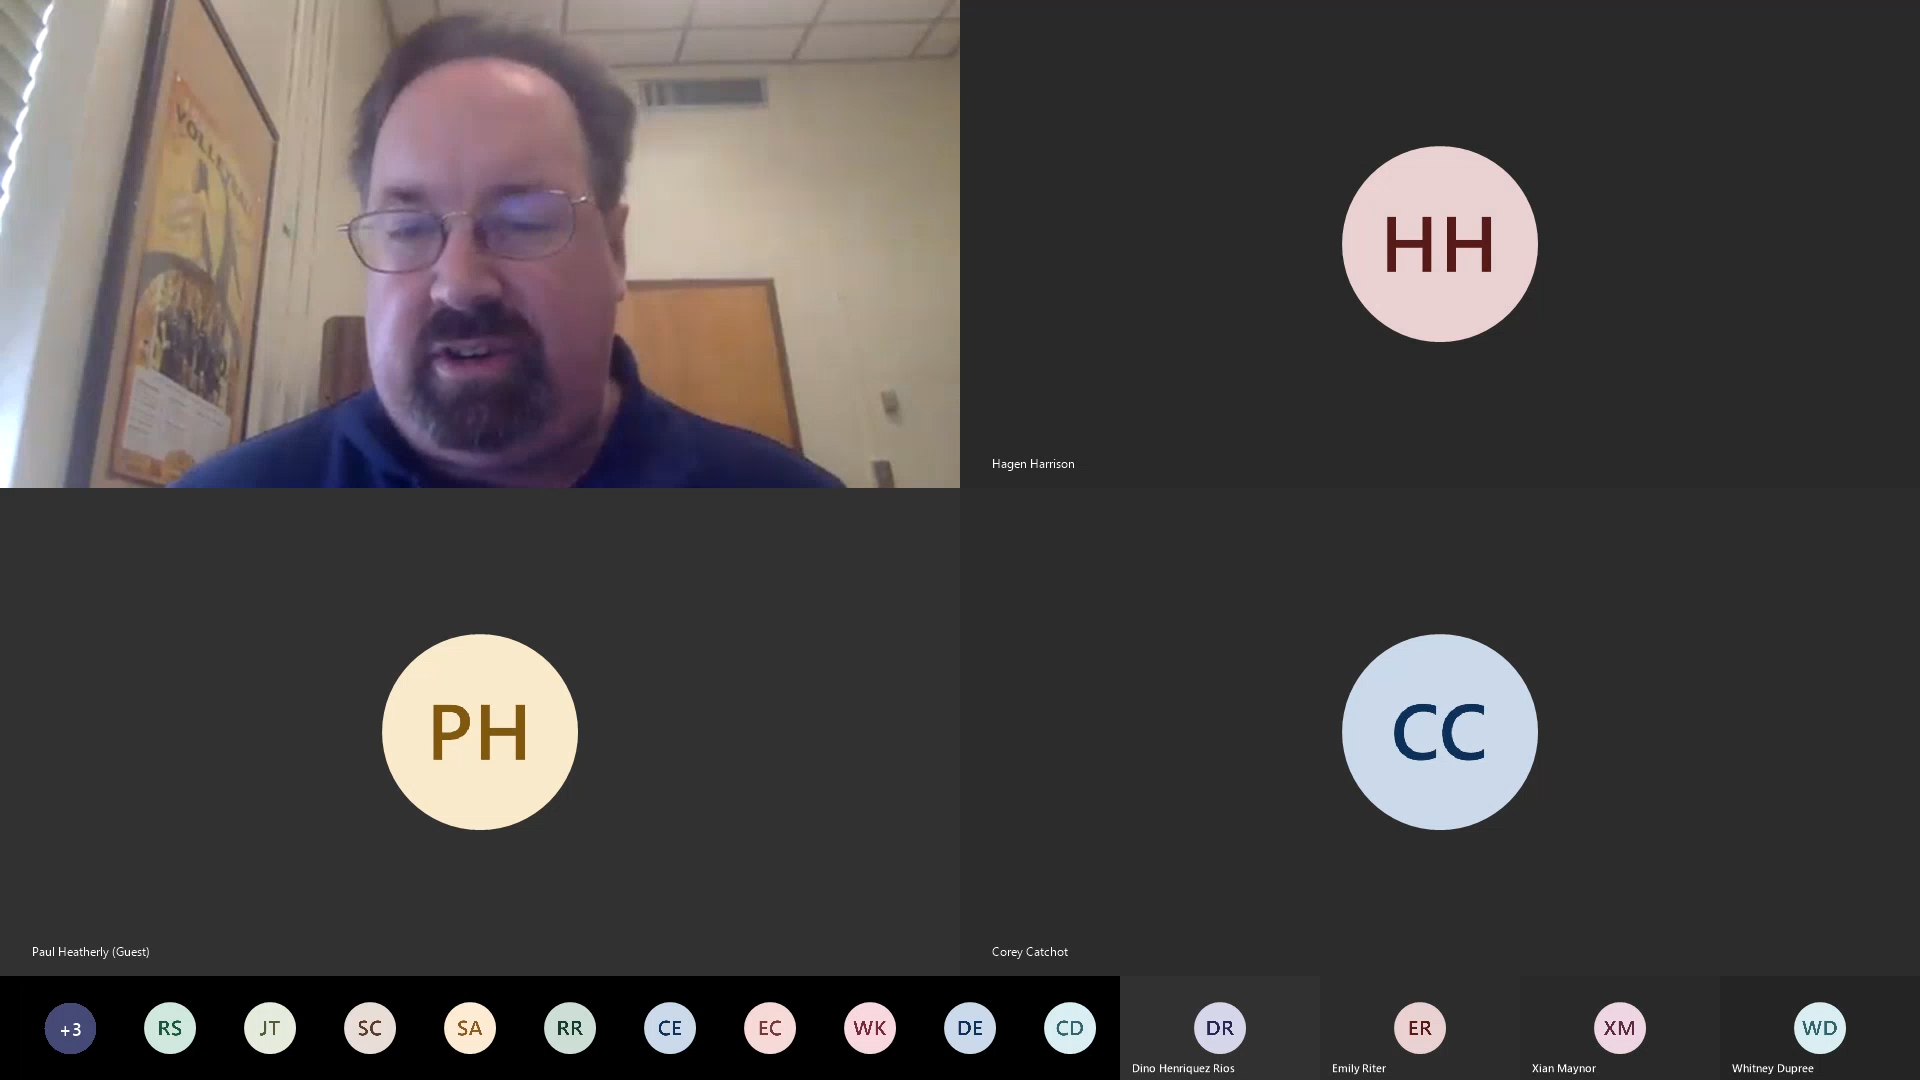 VOLLEYBALL
HH
Hagen Harrison
PH
CC
Paul Heatherly (Guest)
Corey Catchot
+3
RS
JT
SC
SA
RR
CE
EC
WK
DE
CD
DR
ER
XM
WD
Dino Henriquez Rios
Emily Riter
Xian Maynor
Whitney Dupree